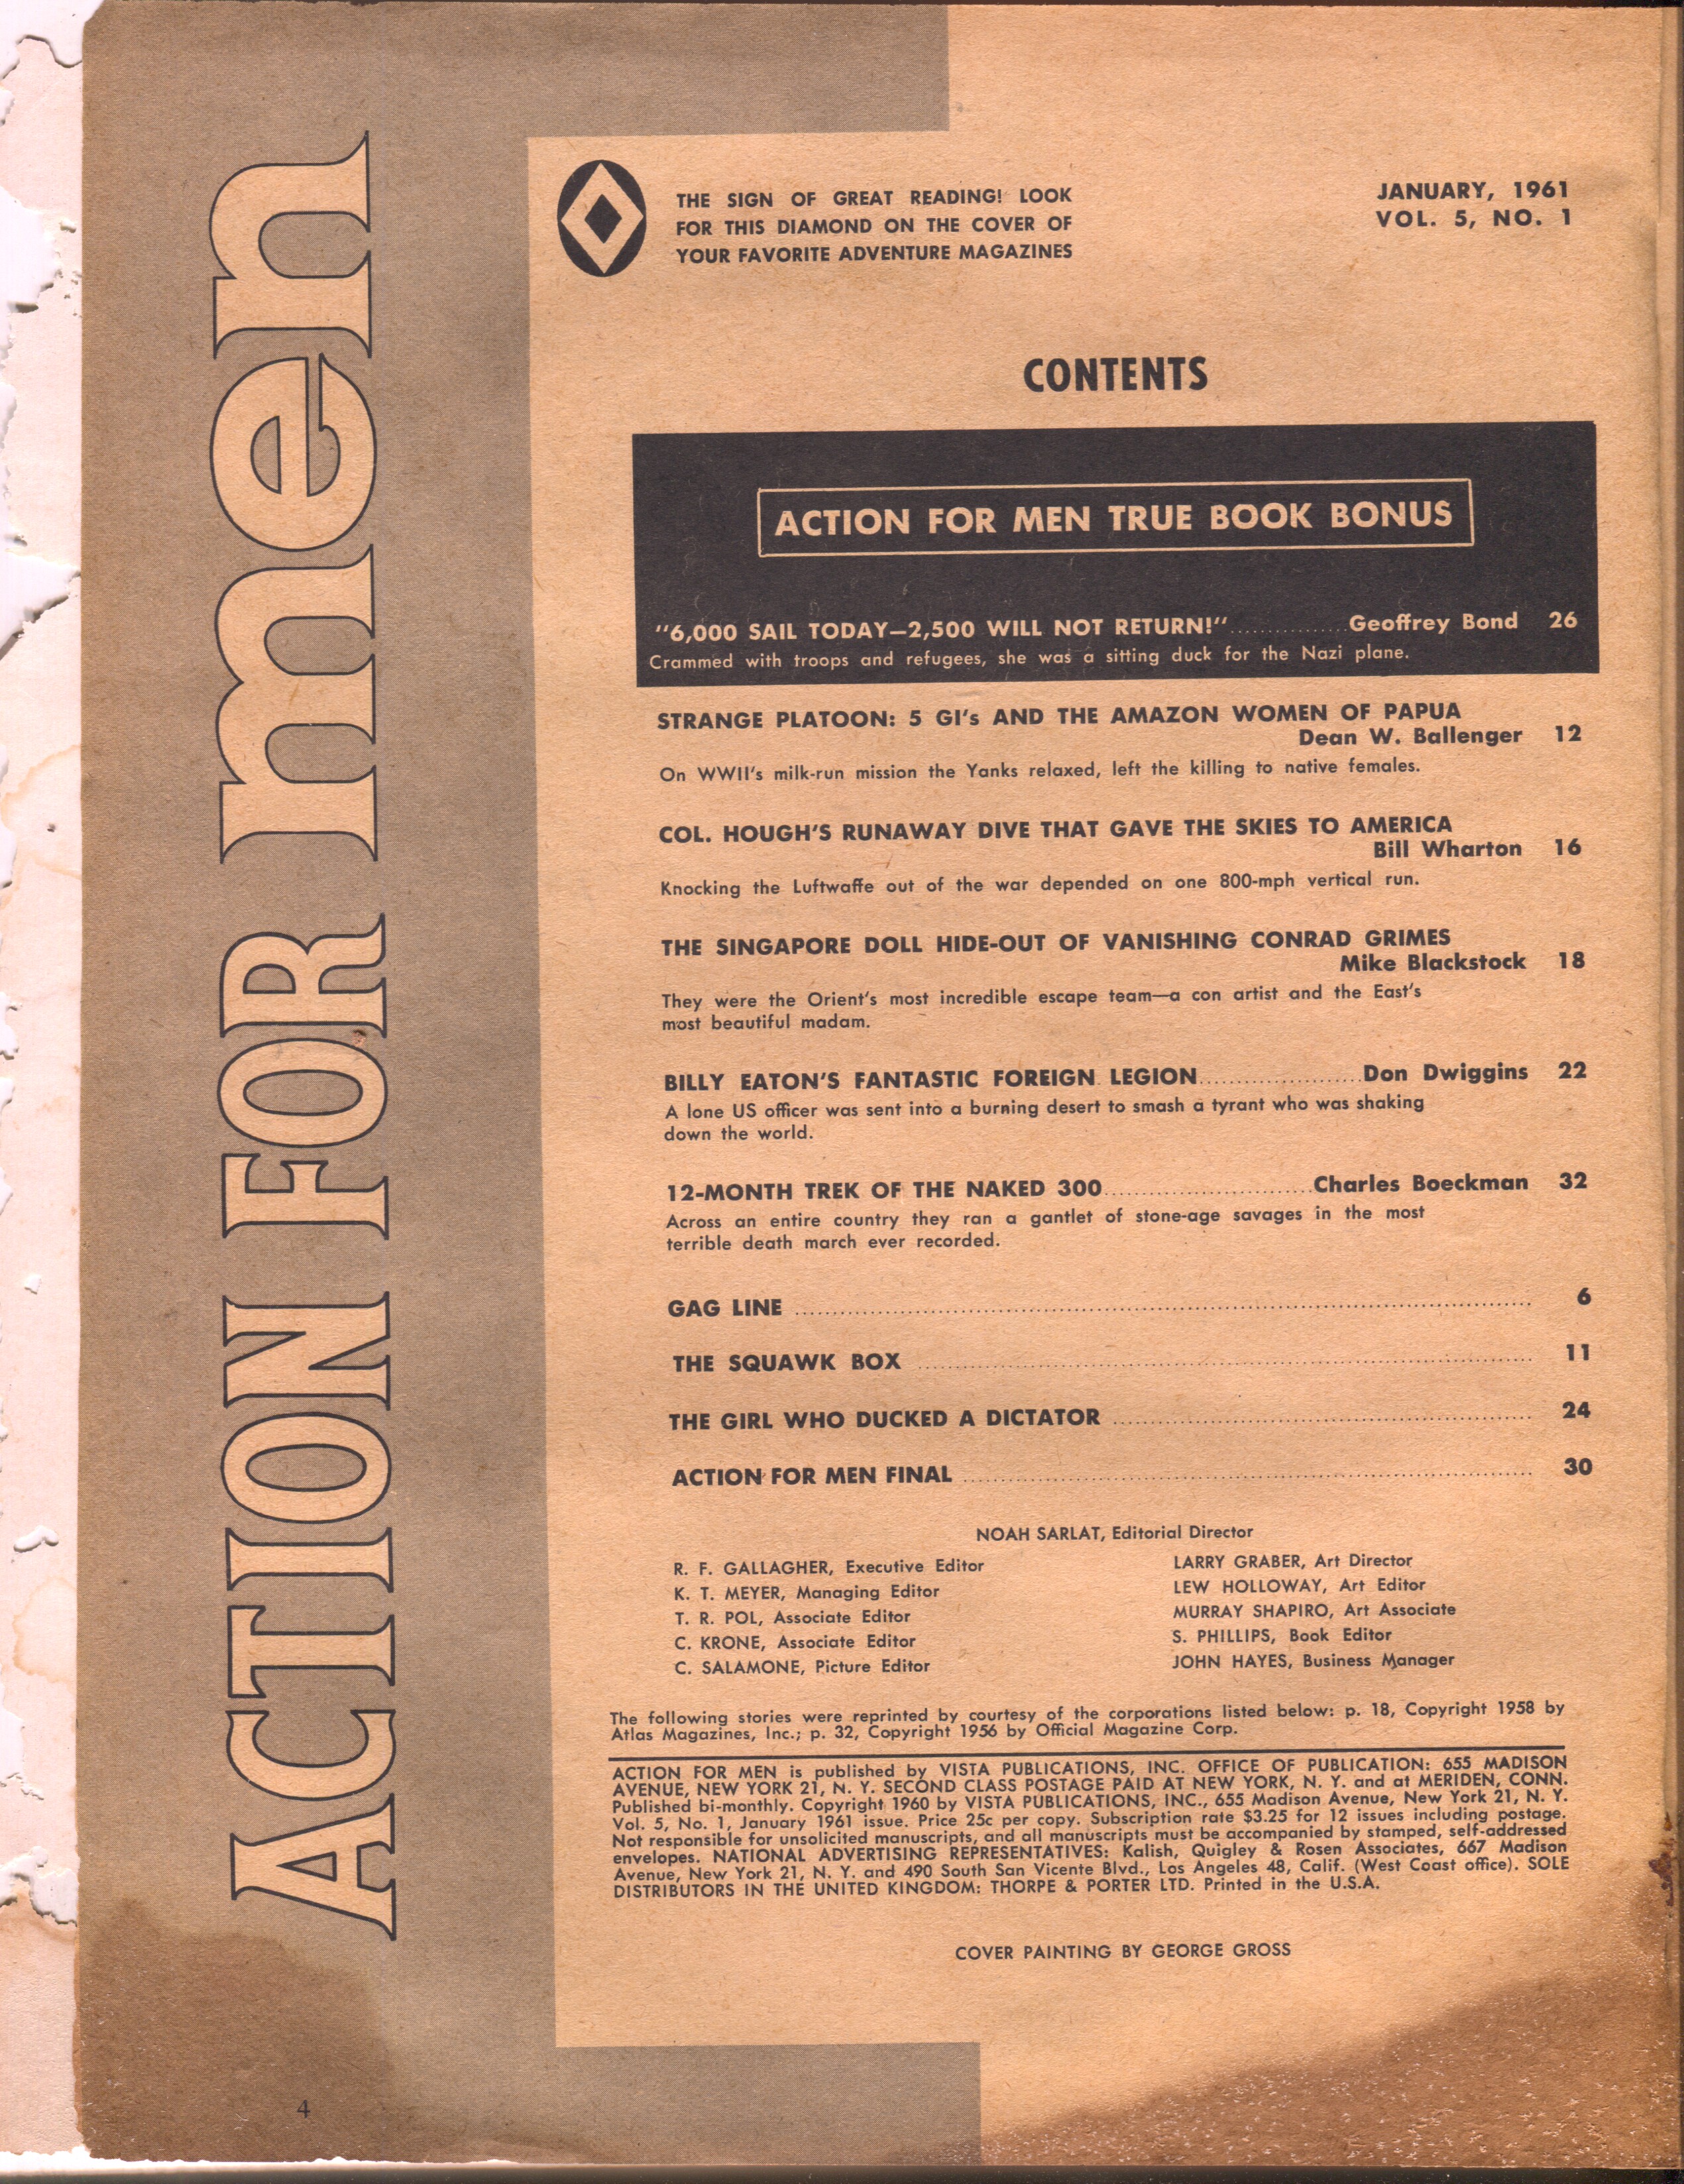 ACTION FOR men
THE SIGN OF GREAT READING! LOOK
FOR THIS DIAMOND ON THE COVER OF
YOUR FAVORITE ADVENTURE MAGAZINES
JANUARY, 1961
VOL. 5, NO. 1
CONTENTS
ACTION FOR MEN TRUE BOOK BONUS
"6,000 SAIL TODAY—2,500 WILL NOT RETURN!"................Geoffrey Bond 26
Crammed with troops and refugees, she was a sitting duck for the Nazi plane.
STRANGE PLATOON: 5 GI's AND THE AMAZON WOMEN OF PAPUA
Dean W. Ballenger 12
On WWII's milk-run mission the Yanks relaxed, left the killing to native females.
COL. HOUGH'S RUNAWAY DIVE THAT GAVE THE SKIES TO AMERICA
Bill Wharton 16
Knocking the Luftwaffe out of the war depended on one 800-mph vertical run.
THE SINGAPORE DOLL HIDE-OUT OF VANISHING CONRAD GRIMES
Mike Blackstock 18
They were the Orient's most incredible escape team—a con artist and the East's
most beautiful madam.
BILLY EATON'S FANTASTIC FOREIGN LEGION......................Don Dwiggins 22
A lone US officer was sent into a burning desert to smash a tyrant who was shaking
down the world.
12-MONTH TREK OF THE NAKED 300............................Charles Boeckman 32
Across an entire country they ran a gantlet of stone-age savages in the most
terrible death march ever recorded.
GAG LINE ........................................ 6
THE SQUAWK BOX ........................................ 11
THE GIRL WHO DUCKED A DICTATOR ........................................ 24
ACTION FOR MEN FINAL ........................................ 30
NOAH SARLAT, Editorial Director
R. F. GALLAGHER, Executive Editor
K. T. MEYER, Managing Editor
T. R. POL, Associate Editor
C. KRONE, Associate Editor
C. SALAMONE, Picture Editor
LARRY GRABER, Art Director
LEW HOLLOWAY, Art Editor
MURRAY SHAPIRO, Art Associate
S. PHILLIPS, Book Editor
JOHN HAYES, Business Manager
The following stories were reprinted by courtesy of the corporations listed below: p. 18, Copyright 1958 by
Atlas Magazines, Inc.; p. 32, Copyright 1956 by Official Magazine Corp.
ACTION FOR MEN is published by VISTA PUBLICATIONS, INC. OFFICE OF PUBLICATION: 655 MADISON
AVENUE, NEW YORK 21, N. Y. SECOND CLASS POSTAGE PAID AT NEW YORK, N. Y. and at MERIDEN, CONN.
Published bi-monthly. Copyright 1960 by VISTA PUBLICATIONS, INC., 655 Madison Avenue, New York 21, N. Y.
Vol. 5, No. 1, January 1961 issue. Price 25c per copy. Subscription rate $3.25 for 12 issues including postage.
Not responsible for unsolicited manuscripts, and all manuscripts must be accompanied by stamped, self-addressed
envelopes. NATIONAL ADVERTISING REPRESENTATIVES: Kalish, Quigley & Rosen Associates, 667 Madison
Avenue, New York 21, N. Y. and 490 South San Vicente Blvd., Los Angeles 48, Calif. (West Coast office). SOLE
DISTRIBUTORS IN THE UNITED KINGDOM: THORPE & PORTER LTD. Printed in the U.S.A.
COVER PAINTING BY GEORGE GROSS
4